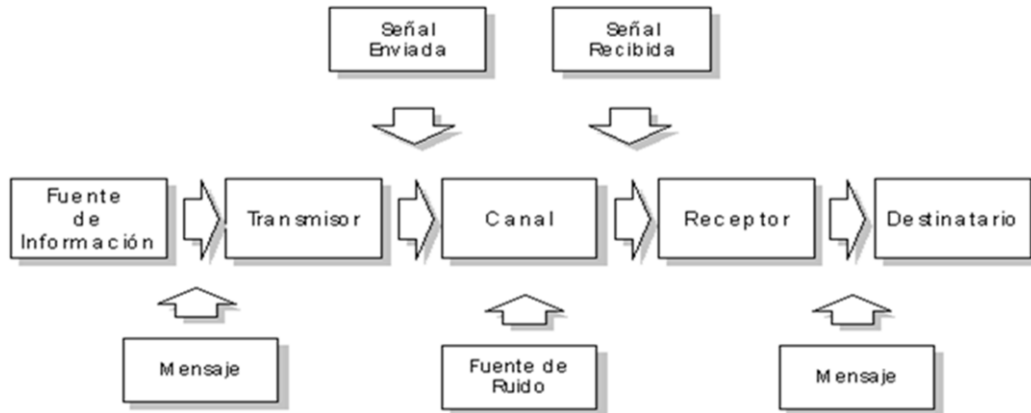 Señal
Enviada
Señal
Recibida
Fuente
de
Información
Transmisor
Canal
Receptor
Destinatario
Mensaje
Fuente de
Ruido
Mensaje